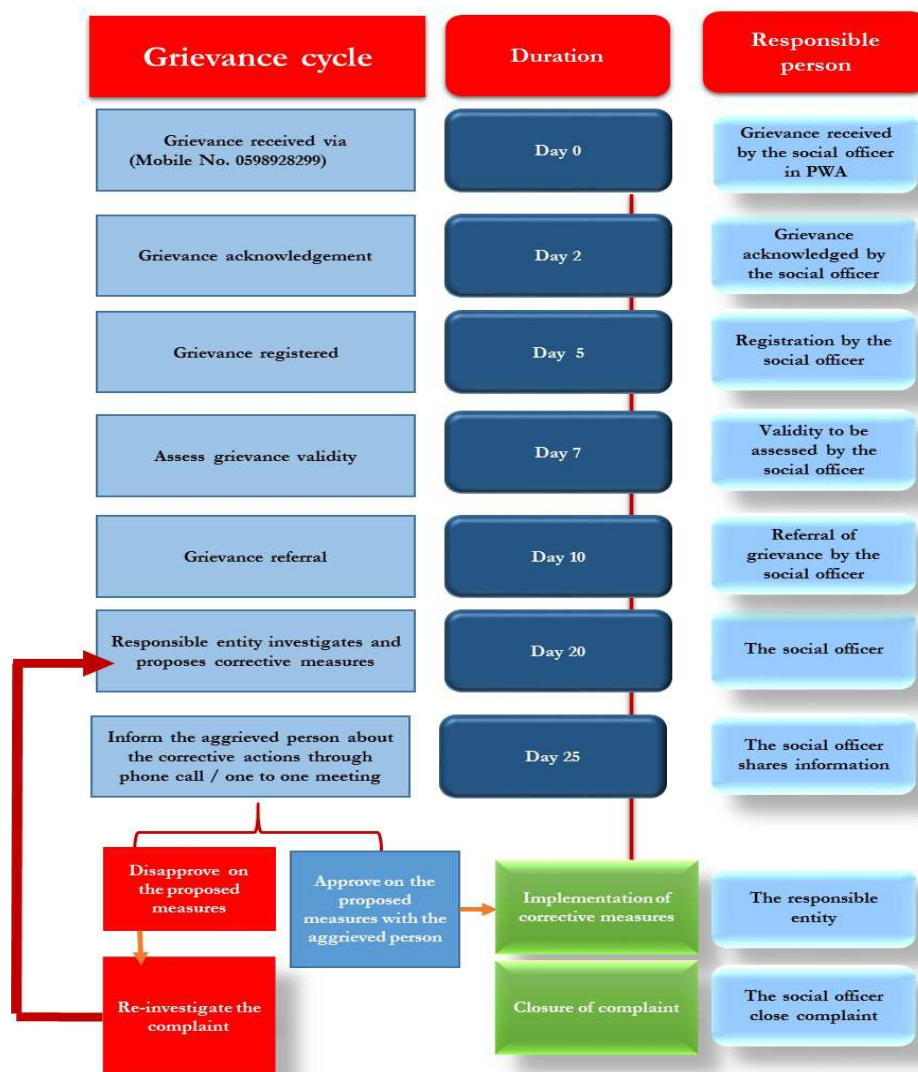 Grievance cycle
Duration
Responsible
person
Grievance received via
(Mobile No. 0598928299)
Day 0
Grievance received
by the social officer
in PWA
Grievance acknowledgement
Day 2
Grievance
acknowledged by
the social officer
Grievance registered
Day 5
Registration by the
social officer
Assess grievance validity
Day 7
Validity to be
assessed by the
social officer
Grievance referral
Day 10
Referral of
grievance by the
social officer
Responsible entity investigates and
proposes corrective measures
Day 20
The social officer
Inform the aggrieved person about
the corrective actions through
phone call / one to one meeting
Day 25
The social officer
shares information
Disapprove on
the proposed
measures
Approve on the
proposed
measures with the
aggrieved person
Implementation of
corrective measures
The responsible
entity
Re-investigate the
complaint
Closure of complaint
The social officer
close complaint